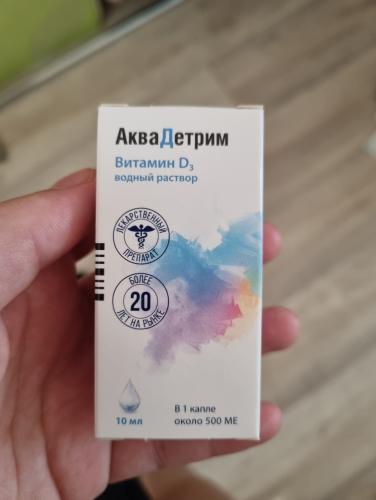 АкваДетрим
Витамин D₃
водный раствор
ЛЕКАРСТВЕННЫЙ
ПРЕПАРАТ
БОЛЕЕ
20
ЛЕТ НА РЫНКЕ
10 мл
В 1 капле
около 500 МЕ